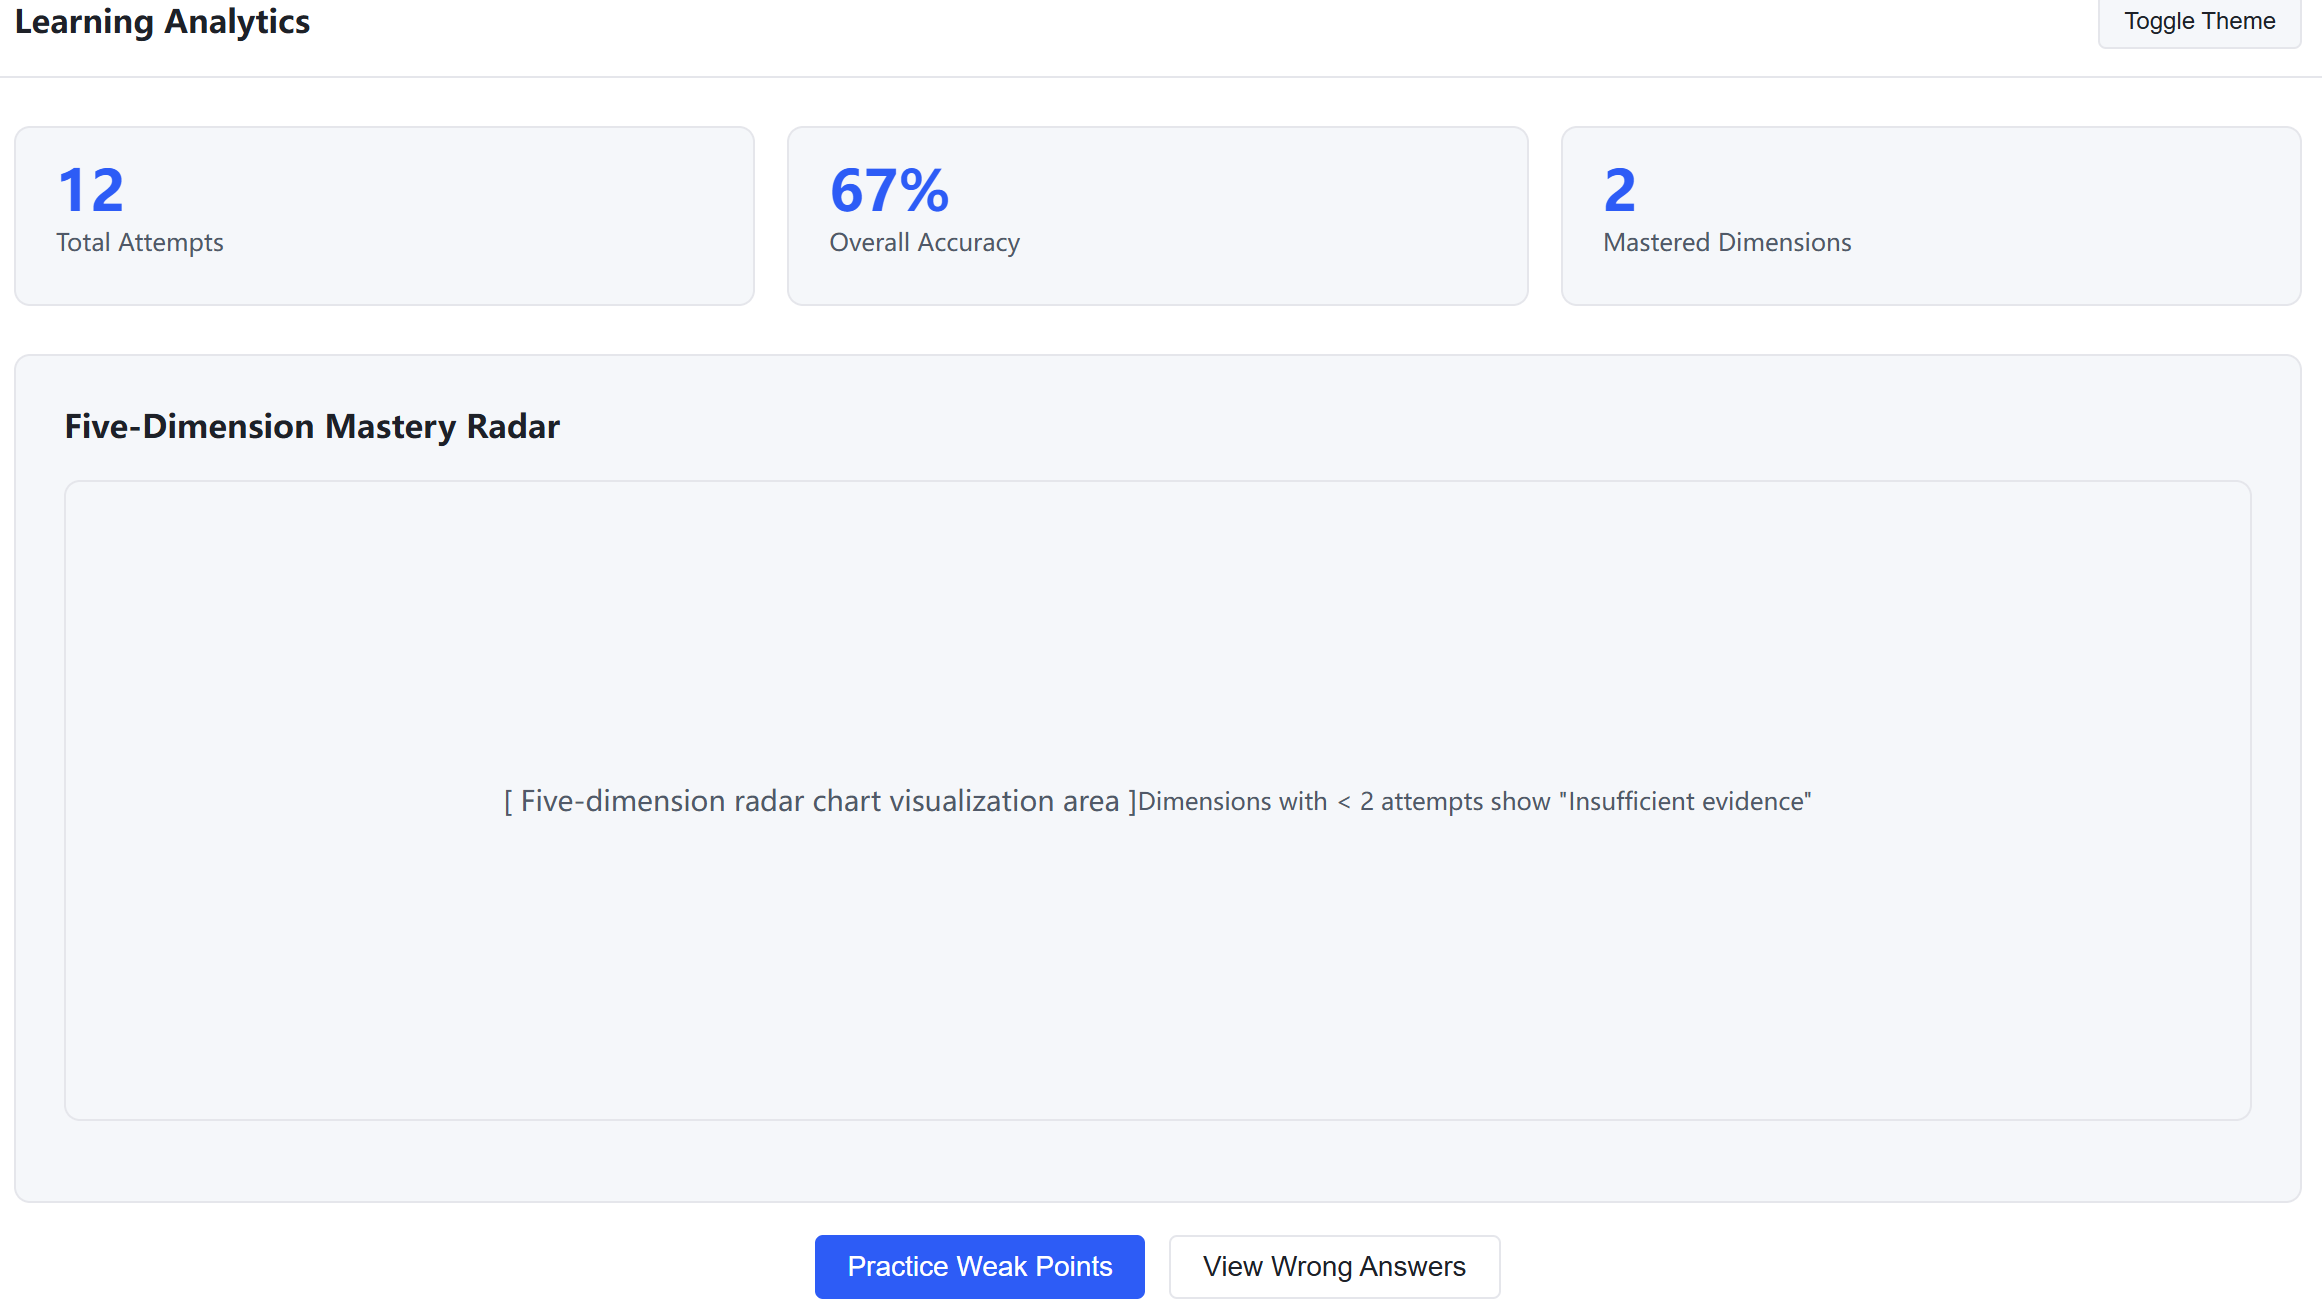 Learning Analytics
Toggle Theme
12
Total Attempts
67%
Overall Accuracy
2
Mastered Dimensions
Five-Dimension Mastery Radar
[ Five-dimension radar chart visualization area ]Dimensions with < 2 attempts show "Insufficient evidence"
Practice Weak Points
View Wrong Answers